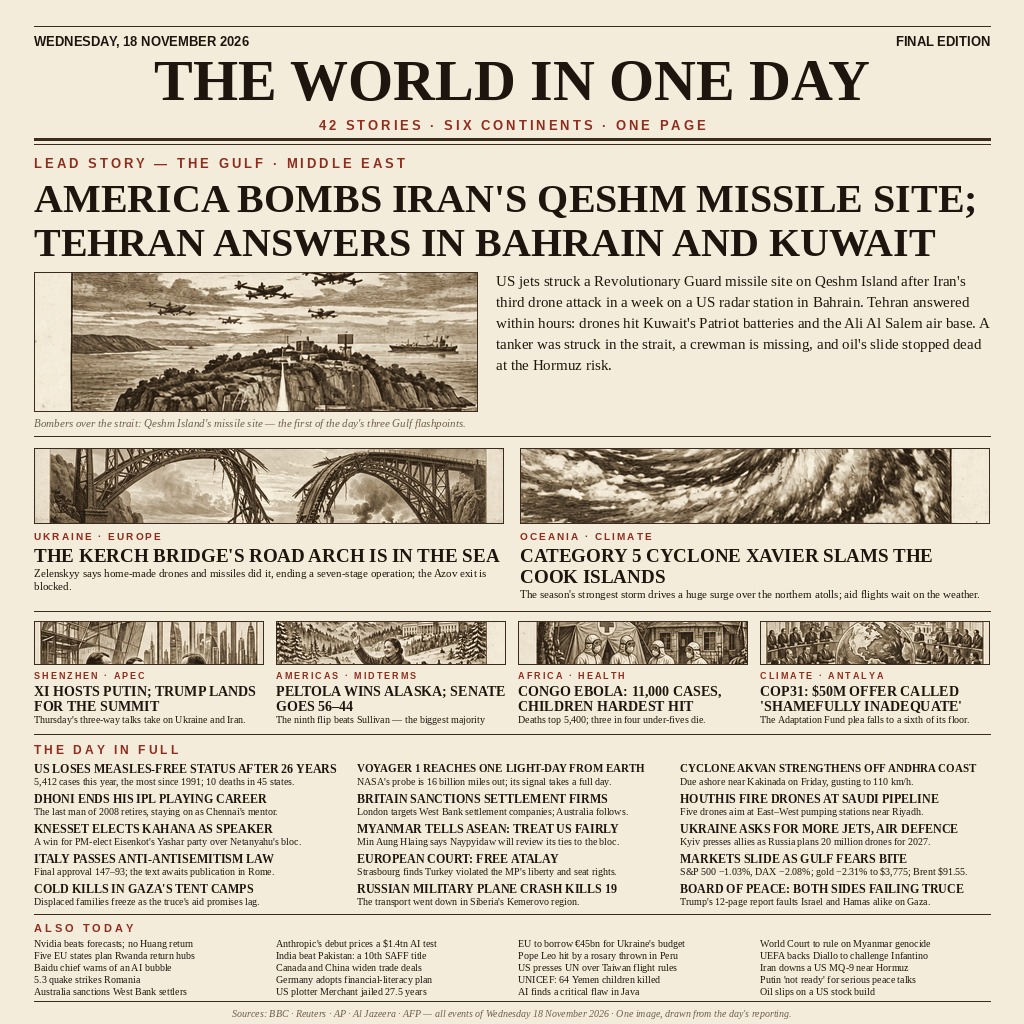 WEDNESDAY, 18 NOVEMBER 2026
FINAL EDITION
THE WORLD IN ONE DAY
42 STORIES · SIX CONTINENTS · ONE PAGE
LEAD STORY — THE GULF · MIDDLE EAST
AMERICA BOMBS IRAN'S QESHM MISSILE SITE;
TEHRAN ANSWERS IN BAHRAIN AND KUWAIT
US jets struck a Revolutionary Guard missile site on Qeshm Island after Iran's
third drone attack in a week on a US radar station in Bahrain. Tehran answered
within hours: drones hit Kuwait's Patriot batteries and the Ali Al Salem air base. A
tanker was struck in the strait, a crewman is missing, and oil's slide stopped dead
at the Hormuz risk.
Bombers over the strait: Qeshm Island's missile site — the first of the day's three Gulf flashpoints.
UKRAINE · EUROPE
THE KERCH BRIDGE'S ROAD ARCH IS IN THE SEA
Zelenskyy says home-made drones and missiles did it, ending a seven-stage operation; the Azov exit is
blocked.
OCEANIA · CLIMATE
CATEGORY 5 CYCLONE XAVIER SLAMS THE
COOK ISLANDS
The season's strongest storm drives a huge surge over the northern atolls; aid flights wait on the weather.
SHENZHEN · APEC
XI HOSTS PUTIN; TRUMP LANDS
FOR THE SUMMIT
Thursday's three-way talks take on Ukraine and Iran.
AMERICAS · MIDTERMS
PELTOLA WINS ALASKA; SENATE
GOES 56–44
The ninth flip beats Sullivan — the biggest majority
AFRICA · HEALTH
CONGO EBOLA: 11,000 CASES,
CHILDREN HARDEST HIT
Deaths top 5,400; three in four under-fives die.
CLIMATE · ANTALYA
COP31: $50M OFFER CALLED
'SHAMEFULLY INADEQUATE'
The Adaptation Fund plea falls to a sixth of its floor.
THE DAY IN FULL
US LOSES MEASLES-FREE STATUS AFTER 26 YEARS
5,412 cases this year, the most since 1991; 10 deaths in 45 states.
DHONI ENDS HIS IPL PLAYING CAREER
The last man of 2008 retires, staying on as Chennai's mentor.
KNESSET ELECTS KAHANA AS SPEAKER
A win for PM-elect Eisenkot's Yashar party over Netanyahu's bloc.
ITALY PASSES ANTI-ANTISEMITISM LAW
Final approval 147–93; the text awaits publication in Rome.
COLD KILLS IN GAZA'S TENT CAMPS
Displaced families freeze as the truce's aid promises lag.
VOYAGER 1 REACHES ONE LIGHT-DAY FROM EARTH
NASA's probe is 16 billion miles out; its signal takes a full day.
BRITAIN SANCTIONS SETTLEMENT FIRMS
London targets West Bank settlement companies; Australia follows.
MYANMAR TELLS ASEAN: TREAT US FAIRLY
Min Aung Hlaing says Naypyidaw will review its ties to the bloc.
EUROPEAN COURT: FREE ATALAY
Strasbourg finds Turkey violated the MP's liberty and seat rights.
RUSSIAN MILITARY PLANE CRASH KILLS 19
The transport went down in Siberia's Kemerovo region.
CYCLONE AKVAN STRENGTHENS OFF ANDHRA COAST
Due ashore near Kakinada on Friday, gusting to 110 km/h.
HOUTHIS FIRE DRONES AT SAUDI PIPELINE
Five drones aim at East–West pumping stations near Riyadh.
UKRAINE ASKS FOR MORE JETS, AIR DEFENCE
Kyiv presses allies as Russia plans 20 million drones for 2027.
MARKETS SLIDE AS GULF FEARS BITE
S&P 500 −1.03%, DAX −2.08%; gold −2.31% to $3,775; Brent $91.55.
BOARD OF PEACE: BOTH SIDES FAILING TRUCE
Trump's 12-page report faults Israel and Hamas alike on Gaza.
ALSO TODAY
Nvidia beats forecasts; no Huang return
Five EU states plan Rwanda return hubs
Baidu chief warns of an AI bubble
5.3 quake strikes Romania
Australia sanctions West Bank settlers
Anthropic's debut prices a $1.4tn AI test
India beat Pakistan: a 10th SAFF title
Canada and China widen trade deals
Germany adopts financial-literacy plan
US plotter Merchant jailed 27.5 years
EU to borrow €45bn for Ukraine's budget
Pope Leo hit by a rosary thrown in Peru
US presses UN over Taiwan flight rules
UNICEF: 64 Yemen children killed
AI finds a critical flaw in Java
World Court to rule on Myanmar genocide
UEFA backs Diallo to challenge Infantino
Iran downs a US MQ-9 near Hormuz
Putin 'not ready' for serious peace talks
Oil slips on a US stock build
Sources: BBC · Reuters · AP · Al Jazeera · AFP — all events of Wednesday 18 November 2026 · One image, drawn from the day's reporting.